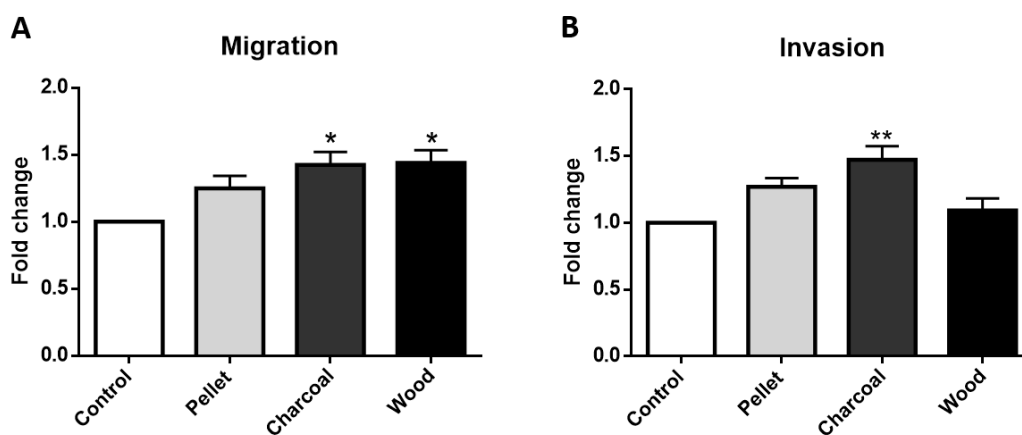 A
Migration
Fold change
2.0
1.5
1.0
0.5
0.0
*
*
Control
Pellet
Charcoal
Wood
B
Invasion
Fold change
2.0
1.5
1.0
0.5
0.0
**
Control
Pellet
Charcoal
Wood